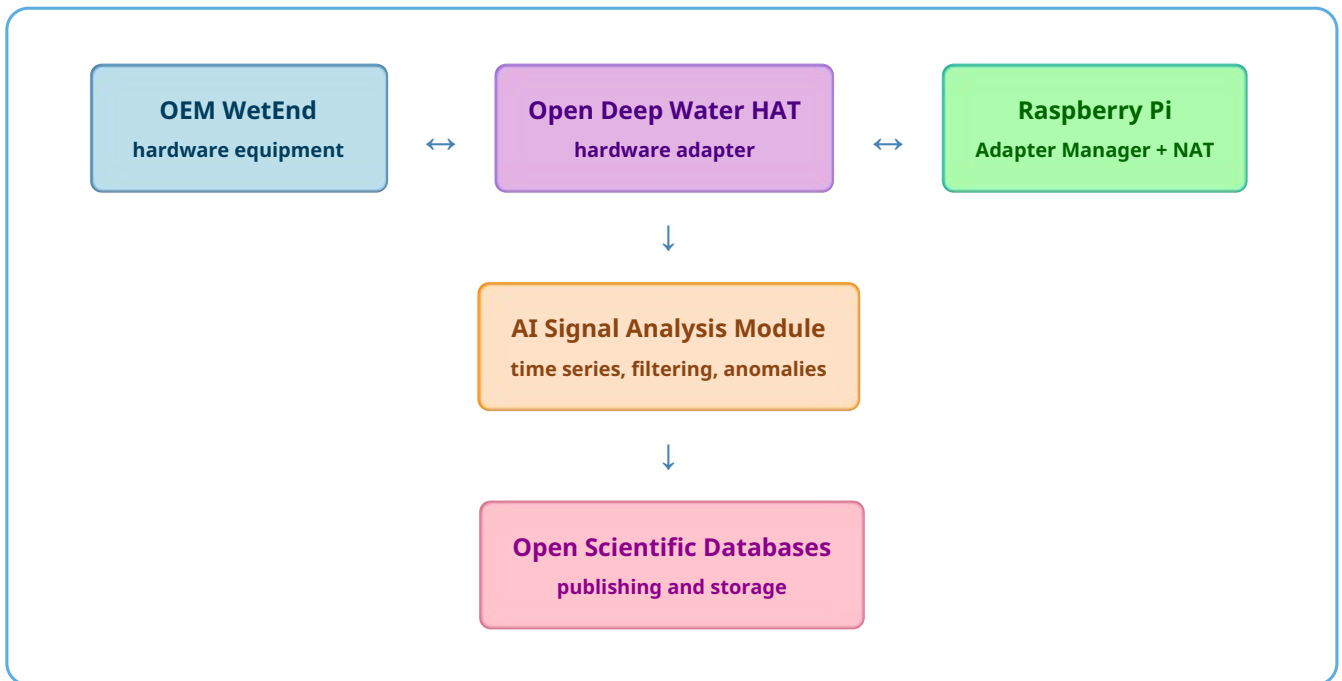 OEM WetEnd
hardware equipment
↔
Open Deep Water HAT
hardware adapter
↔
Raspberry Pi
Adapter Manager + NAT
↓
AI Signal Analysis Module
time series, filtering, anomalies
↓
Open Scientific Databases
publishing and storage